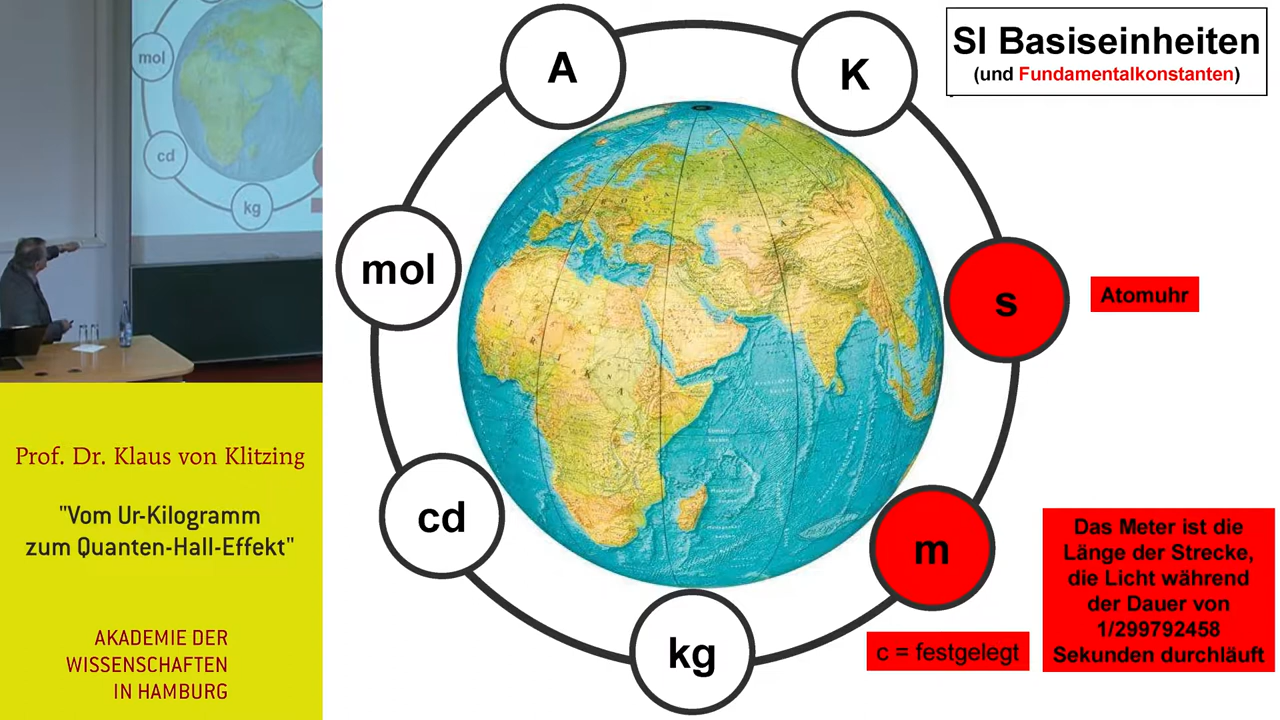 mol
cd
kg
Prof. Dr. Klaus von Klitzing
"Vom Ur-Kilogramm
zum Quanten-Hall-Effekt"
AKADEMIE DER
WISSENSCHAFTEN
IN HAMBURG
SI Basiseinheiten
(und Fundamentalkonstanten)
A
K
mol
s
Atomuhr
cd
m
kg
c = festgelegt
Das Meter ist die
Länge der Strecke,
die Licht während
der Dauer von
1/299792458
Sekunden durchläuft